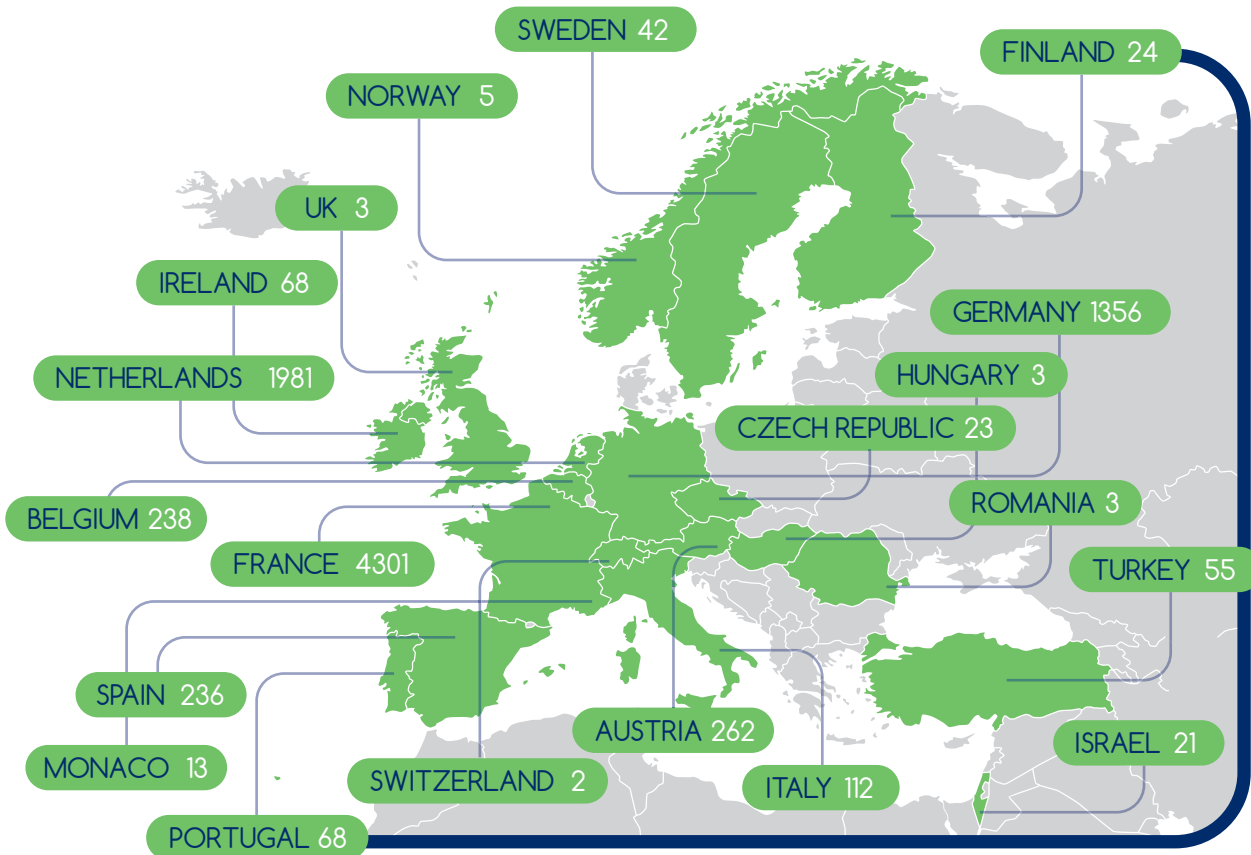 SWEDEN 42
FINLAND 24
NORWAY 5
UK 3
IRELAND 68
GERMANY 1356
NETHERLANDS 1981
HUNGARY 3
CZECH REPUBLIC 23
ROMANIA 3
BELGIUM 238
FRANCE 4301
TURKEY 55
SPAIN 236
AUSTRIA 262
ISRAEL 21
MONACO 13
SWITZERLAND 2
ITALY 112
PORTUGAL 68